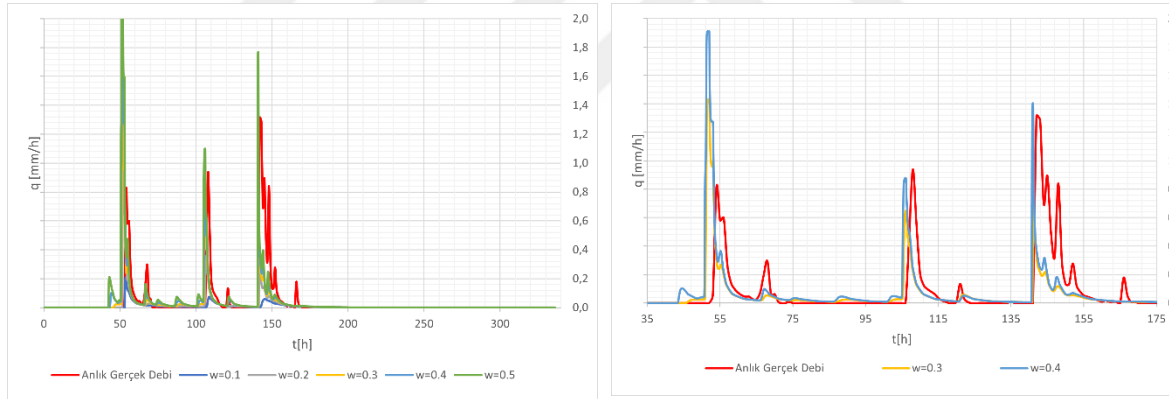 2,0
1,8
1,6
1,4
1,2
1,0
0,8
0,6
0,4
0,2
0,0
q [mm/h]
0 50 100 150 200 250 300
t[h]
Anlık Gerçek Debi w=0.1 w=0.2 w=0.3 w=0.4 w=0.5
q [mm/h]
35 55 75 95 115 135 155 175
t[h]
Anlık Gerçek Debi w=0.3 w=0.4